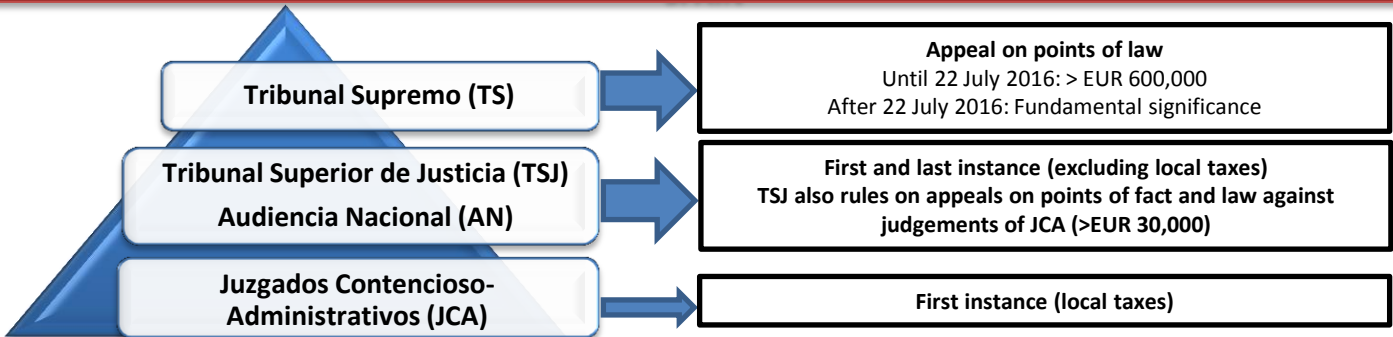 Tribunal Supremo (TS)
Appeal on points of law
Until 22 July 2016: > EUR 600,000
After 22 July 2016: Fundamental significance
Tribunal Superior de Justicia (TSJ)
Audiencia Nacional (AN)
First and last instance (excluding local taxes)
TSJ also rules on appeals on points of fact and law against
judgements of JCA (>EUR 30,000)
Juzgados Contencioso-
Administrativos (JCA)
First instance (local taxes)